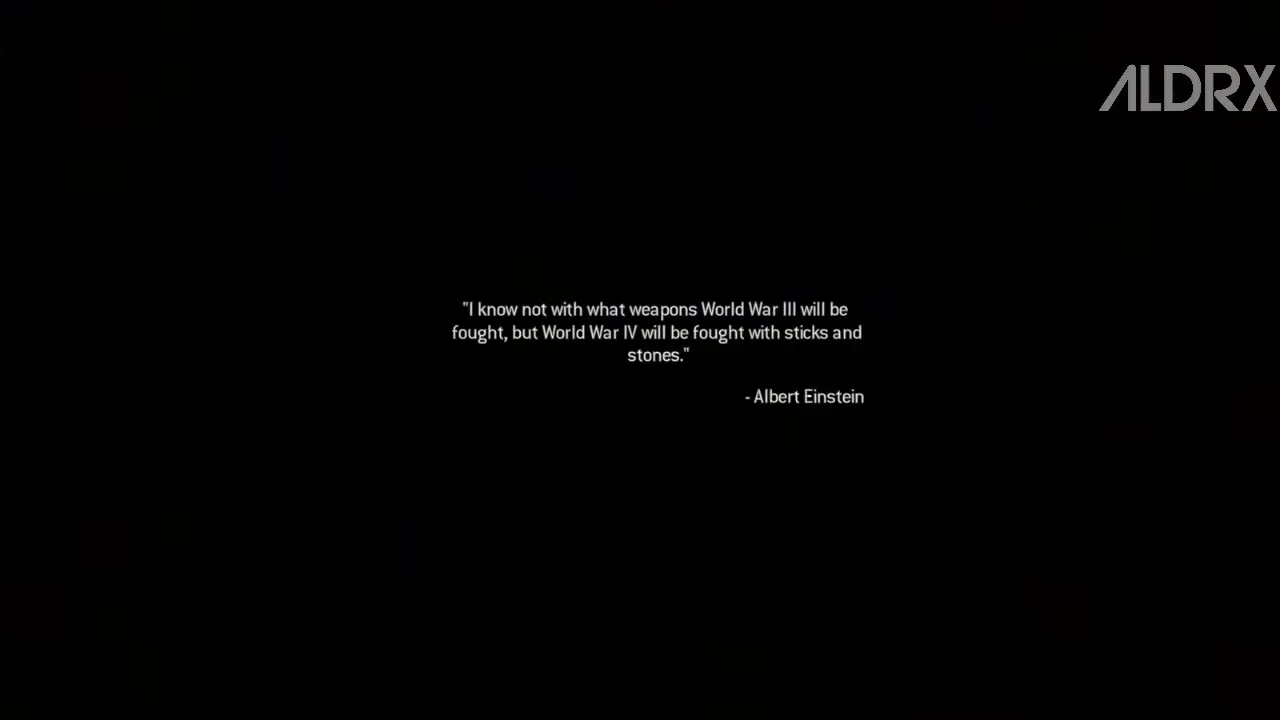 ALDRX
"I know not with what weapons World War III will be
fought, but World War IV will be fought with sticks and
stones."
- Albert Einstein